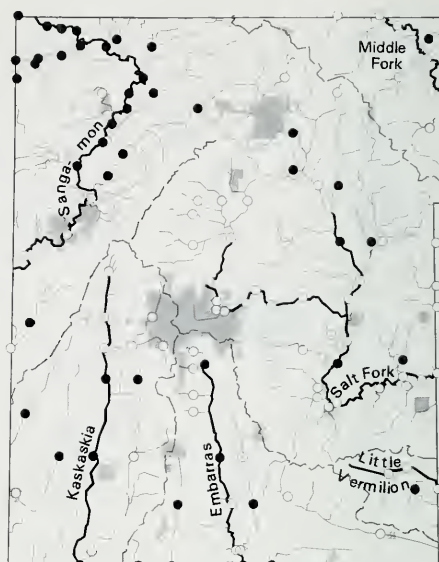 Middle
Fork
Sanga-
mon
Salt Fork
Kaskaskia
Embarras
Little
Vermilion